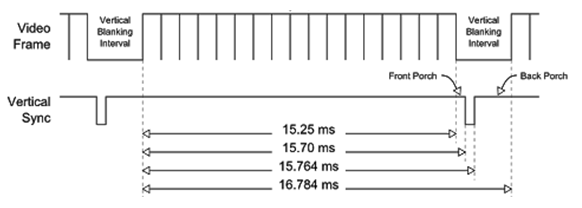 Video
Frame
Vertical
Blanking
Interval
Vertical
Blanking
Interval
Front Porch
Back Porch
Vertical
Sync
15.25 ms
15.70 ms
15.764 ms
16.784 ms